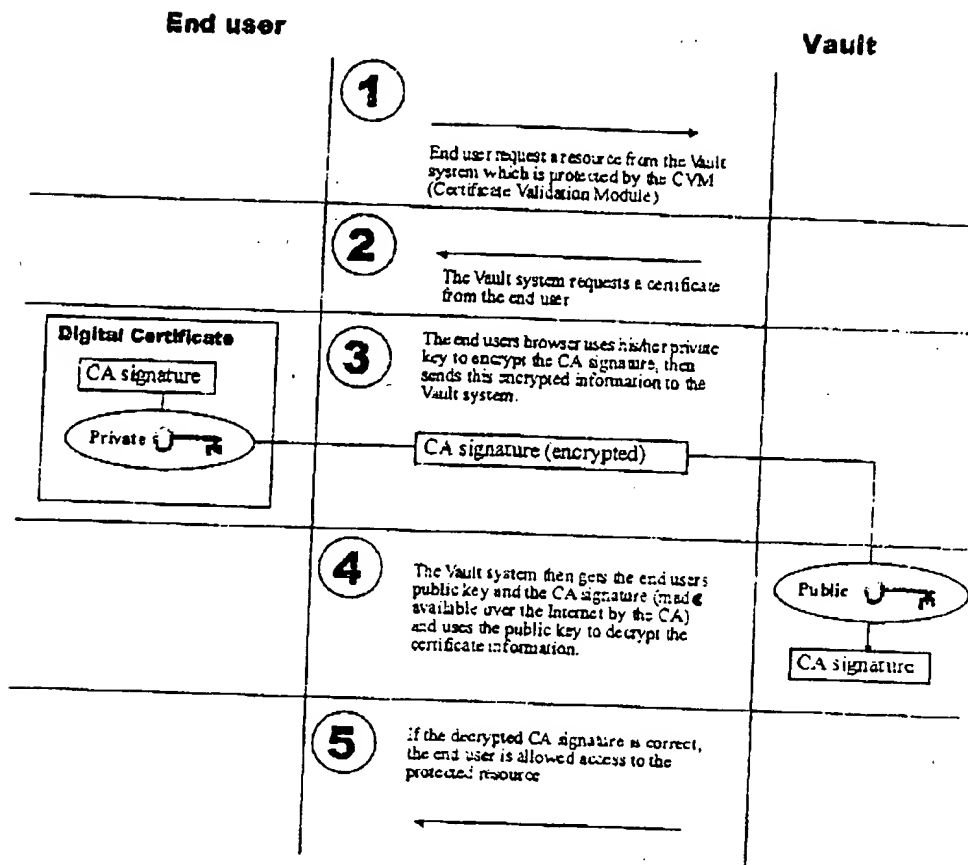 End user
Vault
1
End user request a resource from the Vault
system which is protected by the CVM
(Certificate Validation Module)
2
The Vault system requests a certificate
from the end user
Digital Certificate
CA signature
Private
3
The end users browser uses his/her private
key to encrypt the CA signature, then
sends this encrypted information to the
Vault system.
CA signature (encrypted)
4
The Vault system then gets the end users
public key and the CA signature (made
available over the Internet by the CA)
and uses the public key to decrypt the
certificate information.
Public
CA signature
5
If the decrypted CA signature is correct,
the end user is allowed access to the
protected resource